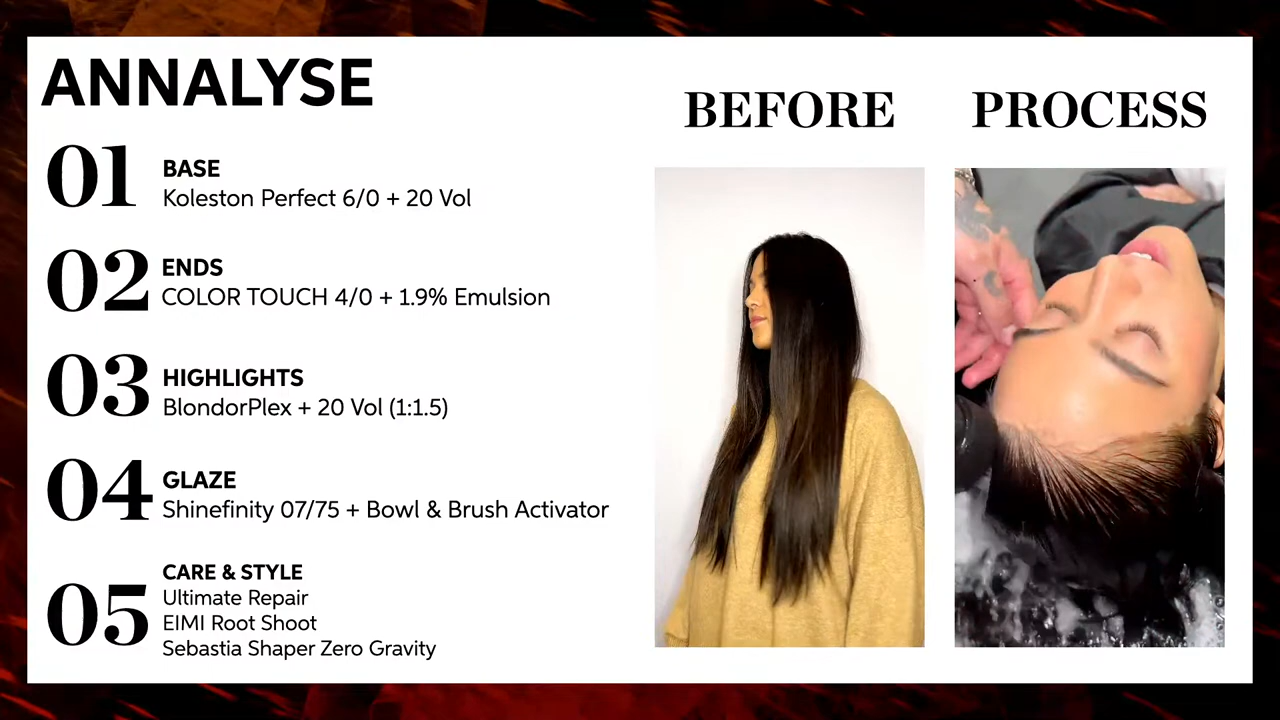 ANNALYSE
01
BASE
Koleston Perfect 6/0 + 20 Vol
02
ENDS
COLOR TOUCH 4/0 + 1.9% Emulsion
03
HIGHLIGHTS
BlondorPlex + 20 Vol (1:1.5)
04
GLAZE
Shinefinity 07/75 + Bowl & Brush Activator
05
CARE & STYLE
Ultimate Repair
EIMI Root Shoot
Sebastia Shaper Zero Gravity
BEFORE
PROCESS